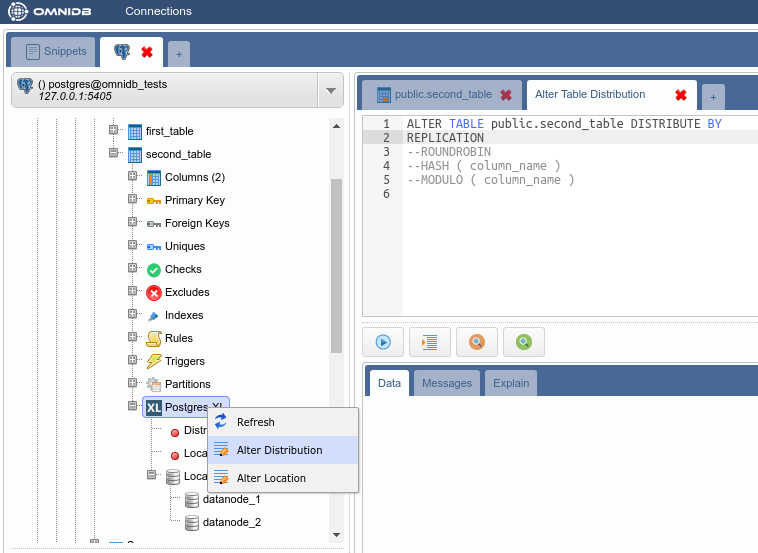 OMNIDB Connections
Snippets
+
() postgres@omnidb_tests
127.0.0.1:5405
first_table
second_table
Columns (2)
Primary Key
Foreign Keys
Uniques
Checks
Excludes
Indexes
Rules
Triggers
Partitions
XL Postgres-XL
Distr
Loca
Loca
datanode_1
datanode_2
Refresh
Alter Distribution
Alter Location
public.second_table
Alter Table Distribution
+
1 ALTER TABLE public.second_table DISTRIBUTE BY
2 REPLICATION
3 --ROUNDROBIN
4 --HASH ( column_name )
5 --MODULO ( column_name )
6
Data Messages Explain